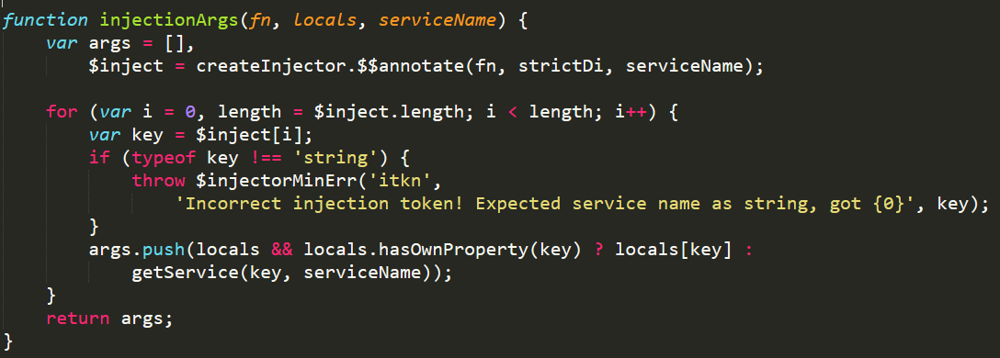 function injectionArgs(fn, locals, serviceName) {
    var args = [],
        $inject = createInjector.$$annotate(fn, strictDi, serviceName);

    for (var i = 0, length = $inject.length; i < length; i++) {
        var key = $inject[i];
        if (typeof key !== 'string') {
            throw $injectorMinErr('itkn',
                'Incorrect injection token! Expected service name as string, got {0}', key);
        }
        args.push(locals && locals.hasOwnProperty(key) ? locals[key] :
            getService(key, serviceName));
    }
    return args;
}